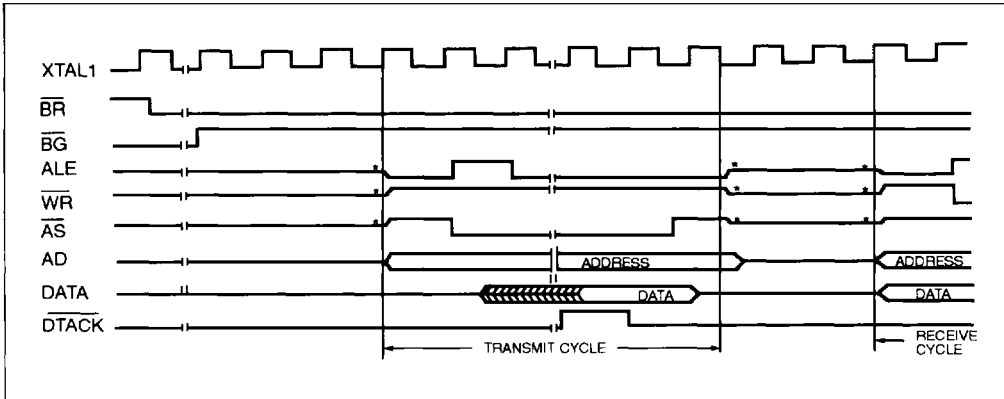 XTAL1
BR
BG
ALE * * * *
WR * * *
AS * * *
AD ADDRESS ADDRESS
DATA DATA DATA
DTACK
TRANSMIT CYCLE
RECEIVE
CYCLE